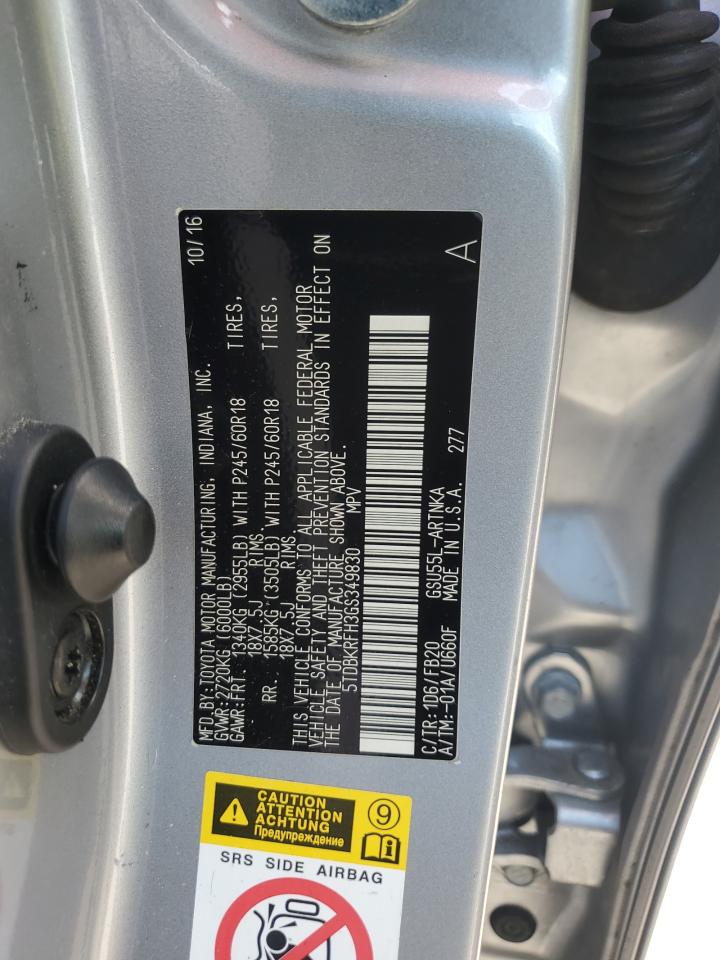 MFD.BY:TOYOTA MOTOR MANUFACTURING, INDIANA, INC. 10/16
GVWR:2720KG (6000LB)
GAWR:FRT. 1340KG (2955LB) WITH P245/60R18 TIRES,
18X7.5J RIMS,
RR. 1585KG (3505LB) WITH P245/60R18 TIRES,
18X7.5J RIMS,
THIS VEHICLE CONFORMS TO ALL APPLICABLE FEDERAL MOTOR
VEHICLE SAFETY AND THEFT PREVENTION STANDARDS IN EFFECT ON
THE DATE OF MANUFACTURE SHOWN ABOVE.
5TDBKRFH3GS349830 MPV
C/TR:1D6/FB20 GSU55L-ARTNKA A
A/TM:-01A/U660F MADE IN U.S.A. 277
CAUTION
ATTENTION
ACHTUNG
Предупреждение
9
SRS SIDE AIRBAG